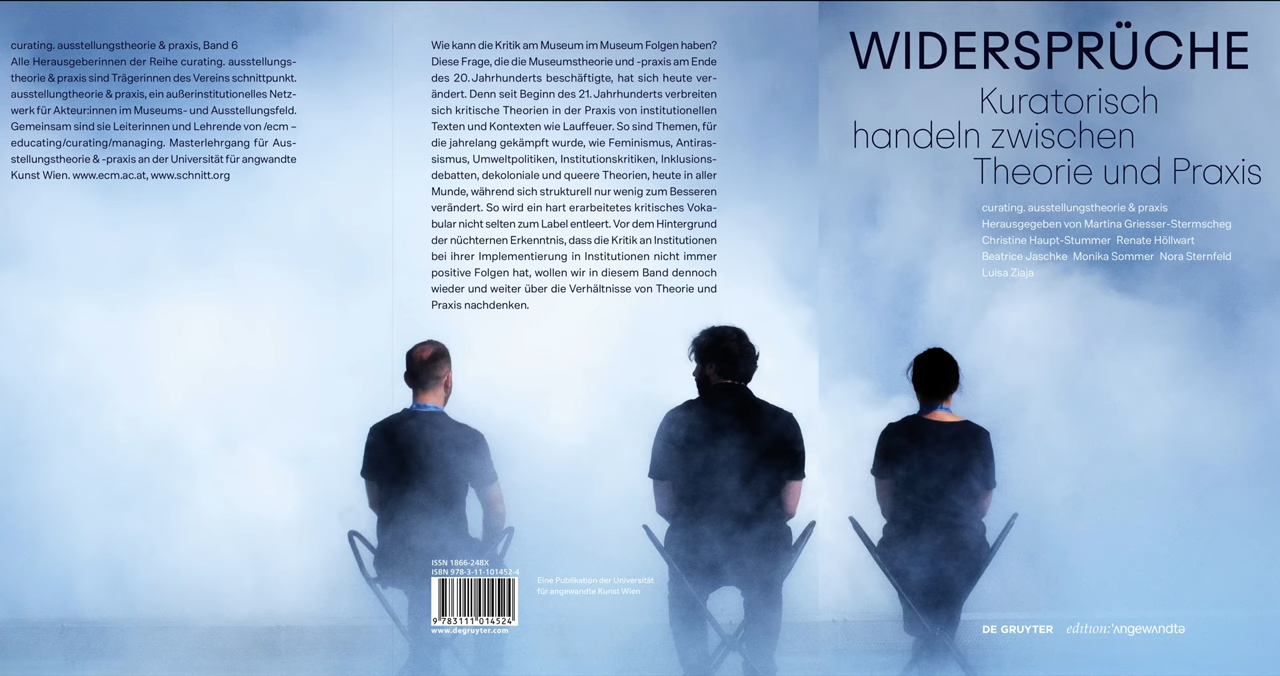 curating. ausstellungstheorie & praxis, Band 6
Alle Herausgeberinnen der Reihe curating. ausstellungs-
theorie & praxis sind Trägerinnen des Vereins schnittpunkt.
ausstellungtheorie & praxis, ein außerinstitutionelles Netz-
werk für Akteur:innen im Museums- und Ausstellungsfeld.
Gemeinsam sind sie Leiterinnen und Lehrende von /ecm –
educating/curating/managing. Masterlehrgang für Aus-
stellungstheorie & -praxis an der Universität für angewandte
Kunst Wien. www.ecm.ac.at, www.schnitt.org
Wie kann die Kritik am Museum im Museum Folgen haben?
Diese Frage, die die Museumstheorie und -praxis am Ende
des 20. Jahrhunderts beschäftigte, hat sich heute ver-
ändert. Denn seit Beginn des 21. Jahrhunderts verbreiten
sich kritische Theorien in der Praxis von institutionellen
Texten und Kontexten wie Lauffeuer. So sind Themen, für
die jahrelang gekämpft wurde, wie Feminismus, Antiras-
sismus, Umweltpolitiken, Institutionskritiken, Inklusions-
debatten, dekoloniale und queere Theorien, heute in aller
Munde, während sich strukturell nur wenig zum Besseren
verändert. So wird ein hart erarbeitetes kritisches Voka-
bular nicht selten zum Label entleert. Vor dem Hintergrund
der nüchternen Erkenntnis, dass die Kritik an Institutionen
bei ihrer Implementierung in Institutionen nicht immer
positive Folgen hat, wollen wir in diesem Band dennoch
wieder und weiter über die Verhältnisse von Theorie und
Praxis nachdenken.
ISSN 1866-248X
ISBN 978-3-11-101452-4
9 783111 014524
www.degruyter.com
Eine Publikation der Universität
für angewandte Kunst Wien
WIDERSPRÜCHE
Kuratorisch
handeln zwischen
Theorie und Praxis
curating. ausstellungstheorie & praxis
Herausgegeben von Martina Griesser-Stermscheg
Christine Haupt-Stummer Renate Höllwart
Beatrice Jaschke Monika Sommer Nora Sternfeld
Luisa Ziaja
DE GRUYTER edition:'ʌngewʌndtə